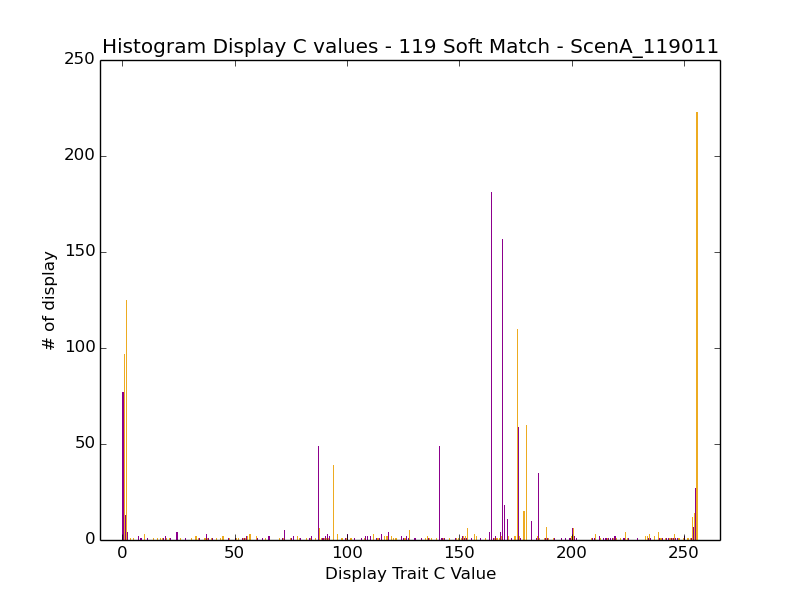 Histogram Display C values - 119 Soft Match - ScenA_119011
250
200
150
100
50
0
# of display
0 50 100 150 200 250
Display Trait C Value